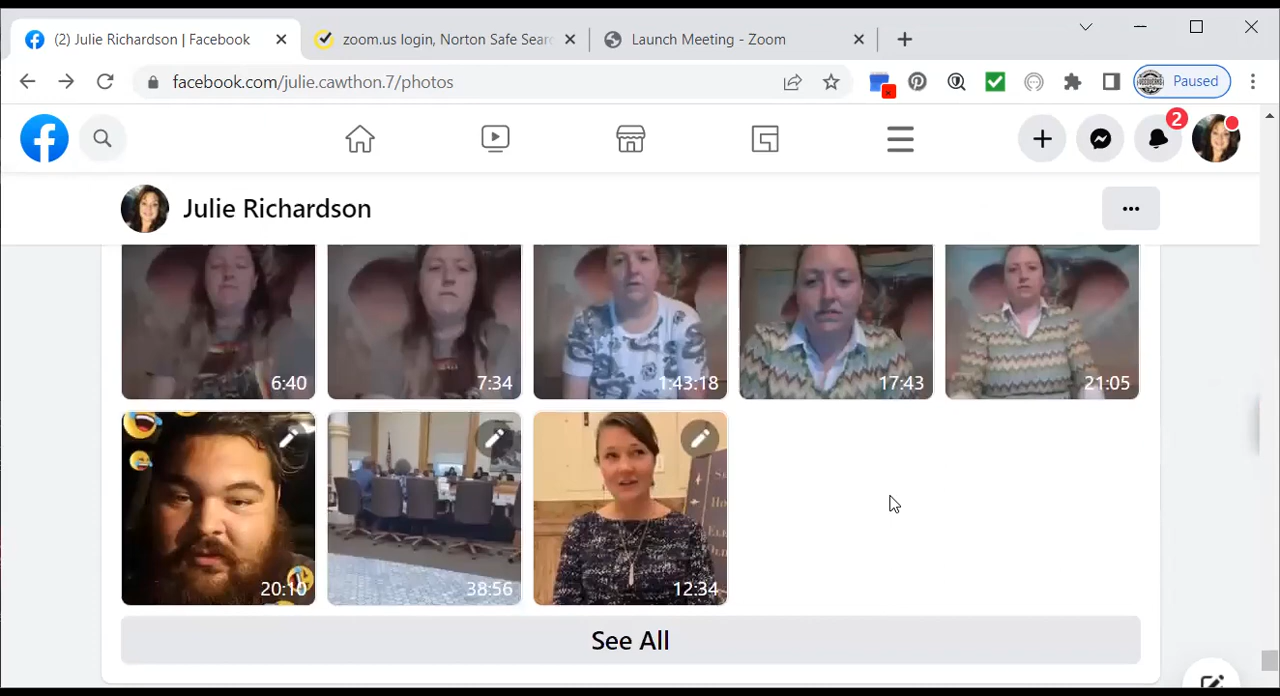 (2) Julie Richardson | Facebook
zoom.us login, Norton Safe Sear
Launch Meeting - Zoom
facebook.com/julie.cawthon.7/photos
Paused
2
Julie Richardson
6:40
7:34
1:43:18
17:43
21:05
20:10
38:56
12:34
See All